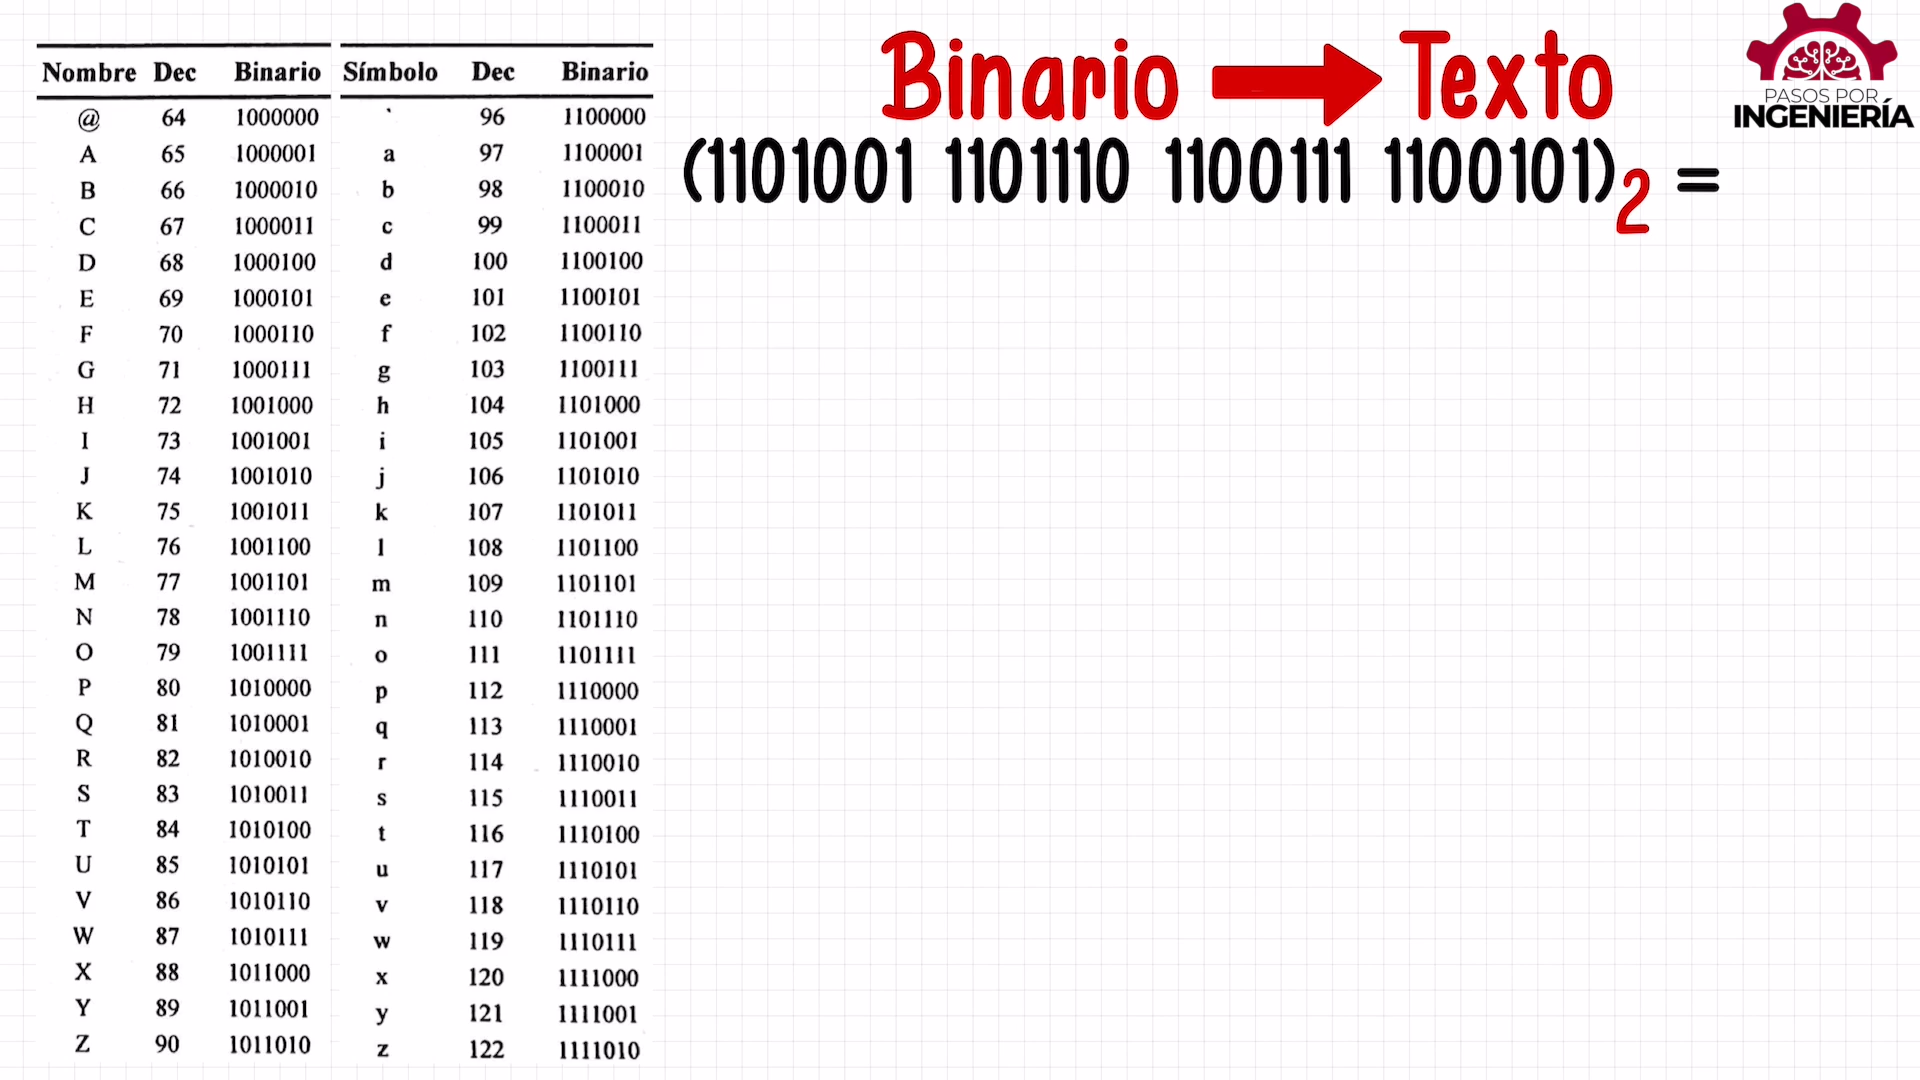 Binario Texto
PASOS POR
INGENIERÍA
(1101001 1101110 1100111 1100101)2 =
Nombre Dec Binario Símbolo Dec Binario
@ 64 1000000 ` 96 1100000
A 65 1000001 a 97 1100001
B 66 1000010 b 98 1100010
C 67 1000011 c 99 1100011
D 68 1000100 d 100 1100100
E 69 1000101 e 101 1100101
F 70 1000110 f 102 1100110
G 71 1000111 g 103 1100111
H 72 1001000 h 104 1101000
I 73 1001001 i 105 1101001
J 74 1001010 j 106 1101010
K 75 1001011 k 107 1101011
L 76 1001100 l 108 1101100
M 77 1001101 m 109 1101101
N 78 1001110 n 110 1101110
O 79 1001111 o 111 1101111
P 80 1010000 p 112 1110000
Q 81 1010001 q 113 1110001
R 82 1010010 r 114 1110010
S 83 1010011 s 115 1110011
T 84 1010100 t 116 1110100
U 85 1010101 u 117 1110101
V 86 1010110 v 118 1110110
W 87 1010111 w 119 1110111
X 88 1011000 x 120 1111000
Y 89 1011001 y 121 1111001
Z 90 1011010 z 122 1111010